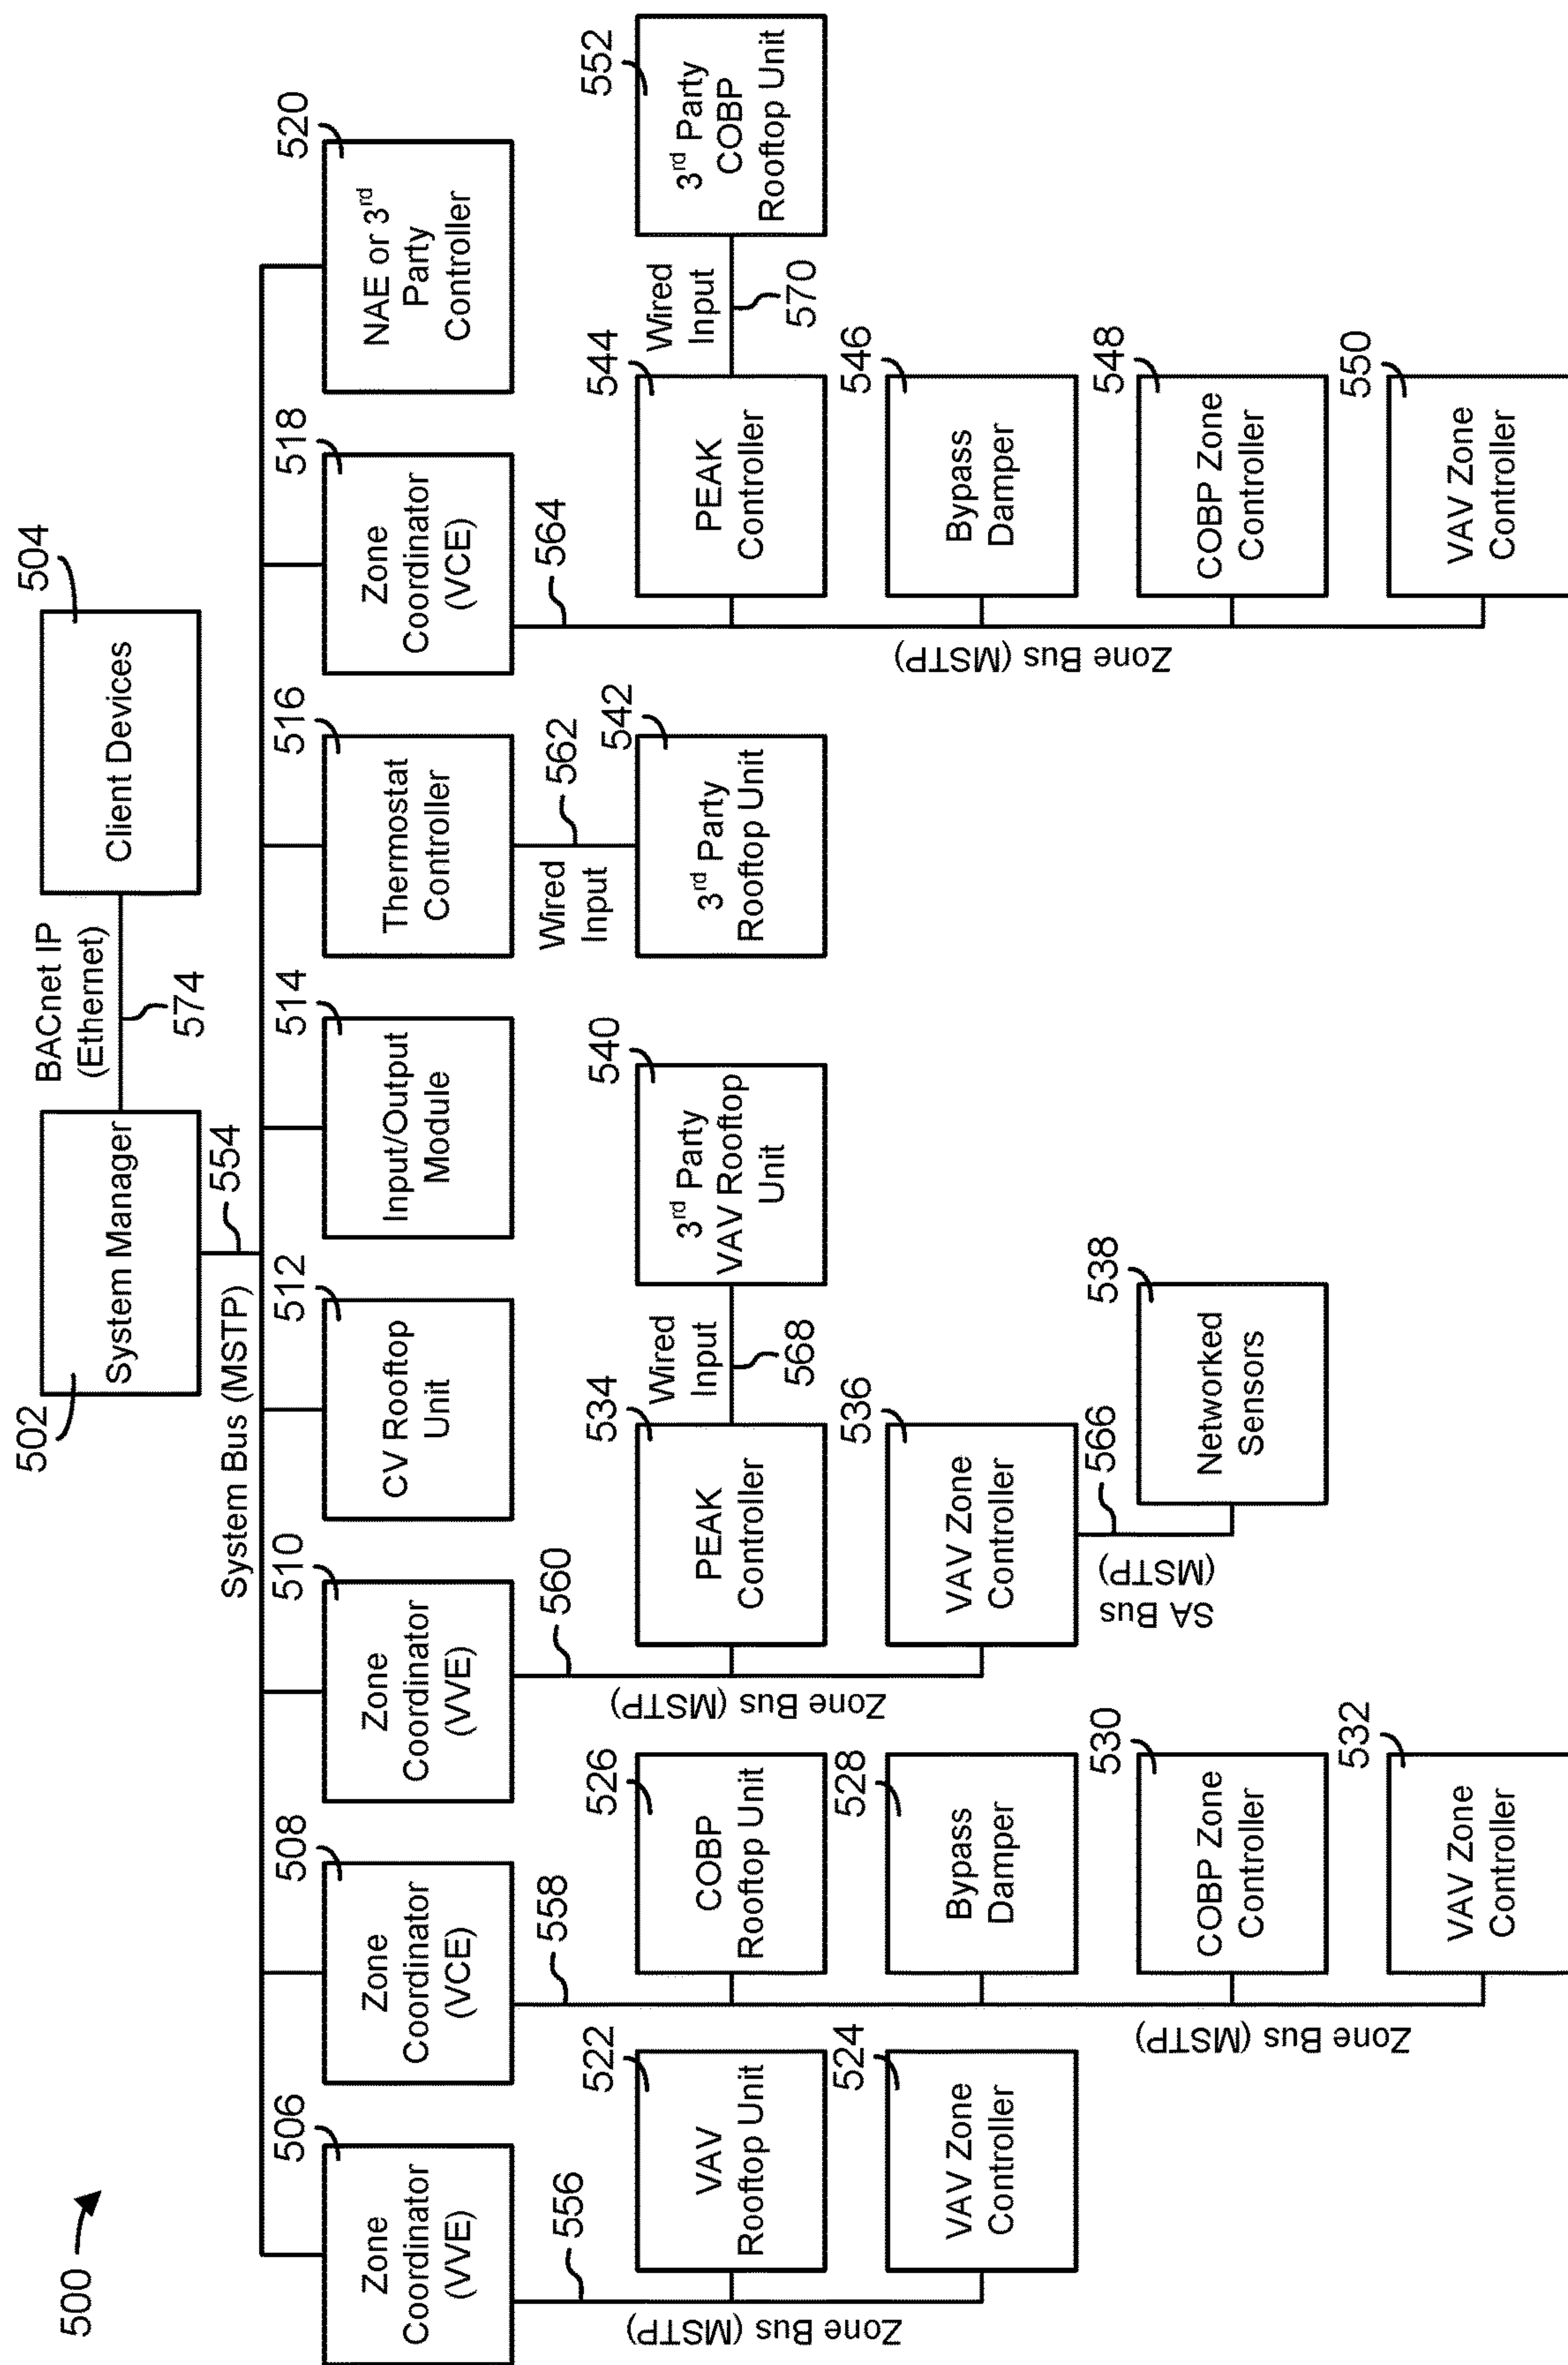 500
502
System Manager
BACnet IP
(Ethernet)
574
504
Client Devices
554
System Bus (MSTP)
506
Zone
Coordinator
(VVE)
508
Zone
Coordinator
(VCE)
510
Zone
Coordinator
(VVE)
512
CV Rooftop
Unit
514
Input/Output
Module
516
Thermostat
Controller
518
Zone
Coordinator
(VCE)
520
NAE or 3rd
Party
Controller
556
Zone Bus (MSTP)
522
VAV
Rooftop Unit
524
VAV Zone
Controller
558
Zone Bus (MSTP)
526
COBP
Rooftop Unit
528
Bypass
Damper
530
COBP Zone
Controller
532
VAV Zone
Controller
560
Zone Bus (MSTP)
534
PEAK
Controller
Wired
Input
568
540
3rd Party
VAV Rooftop
Unit
536
VAV Zone
Controller
566
SA Bus
(MSTP)
538
Networked
Sensors
562
Wired
Input
542
3rd Party
Rooftop Unit
564
Zone Bus (MSTP)
544
PEAK
Controller
Wired
Input
570
552
3rd Party
COBP
Rooftop Unit
546
Bypass
Damper
548
COBP Zone
Controller
550
VAV Zone
Controller